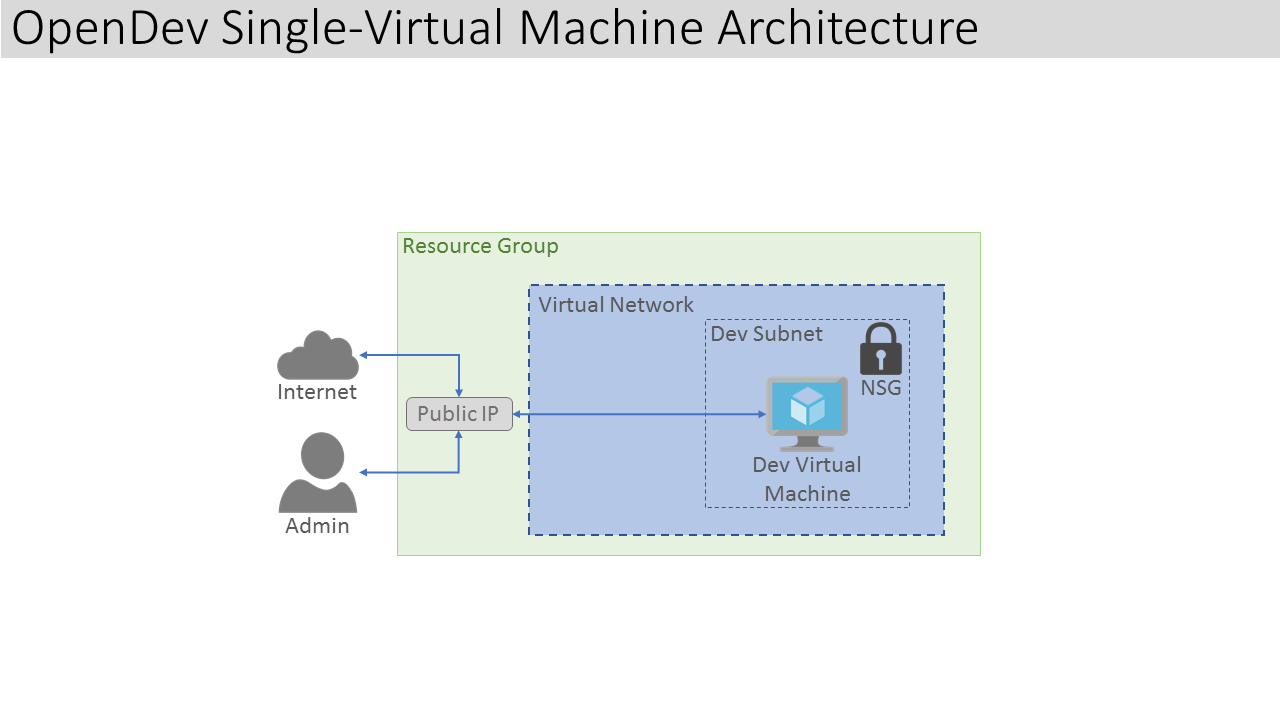 OpenDev Single-Virtual Machine Architecture
Resource Group
Virtual Network
Dev Subnet
NSG
Internet
Public IP
Dev Virtual
Machine
Admin